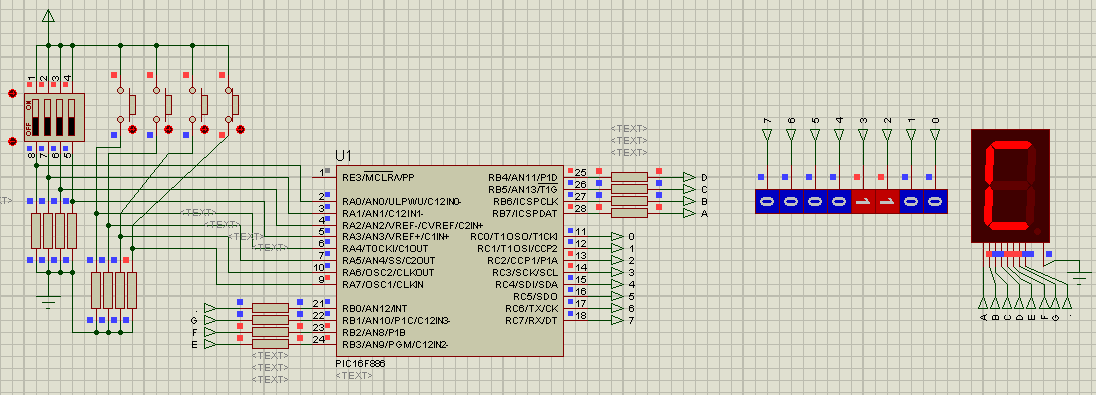 1 2 3 4
ON
OFF
8 7 6 5
<TEXT>
<TEXT>
<TEXT>
<TEXT>
U1
1 RE3/MCLR/VPP
2 RA0/AN0/ULPWU/C12IN0-
3 RA1/AN1/C12IN1-
4 RA2/AN2/VREF-/CVREF/C2IN+
5 RA3/AN3/VREF+/C1IN+
6 RA4/T0CKI/C1OUT
7 RA5/AN4/SS/C2OUT
10 RA6/OSC2/CLKOUT
9 RA7/OSC1/CLKIN
21 RB0/AN12/INT
G 22 RB1/AN10/P1C/C12IN3-
F 23 RB2/AN8/P1B
E 24 RB3/AN9/PGM/C12IN2-
<TEXT>
<TEXT>
<TEXT>
PIC16F886
<TEXT>
<TEXT>
<TEXT>
<TEXT>
RB4/AN11/P1D 25 D
RB5/AN13/T1G 26 C
RB6/ICSPCLK 27 B
RB7/ICSPDAT 28 A
RC0/T1OSO/T1CKI 11 0
RC1/T1OSI/CCP2 12 1
RC2/CCP1/P1A 13 2
RC3/SCK/SCL 14 3
RC4/SDI/SDA 15 4
RC5/SDO 16 5
RC6/TX/CK 17 6
RC7/RX/DT 18 7
7 6 5 4 3 2 1 0
0 0 0 0 1 1 0 0
A B C D E F G .